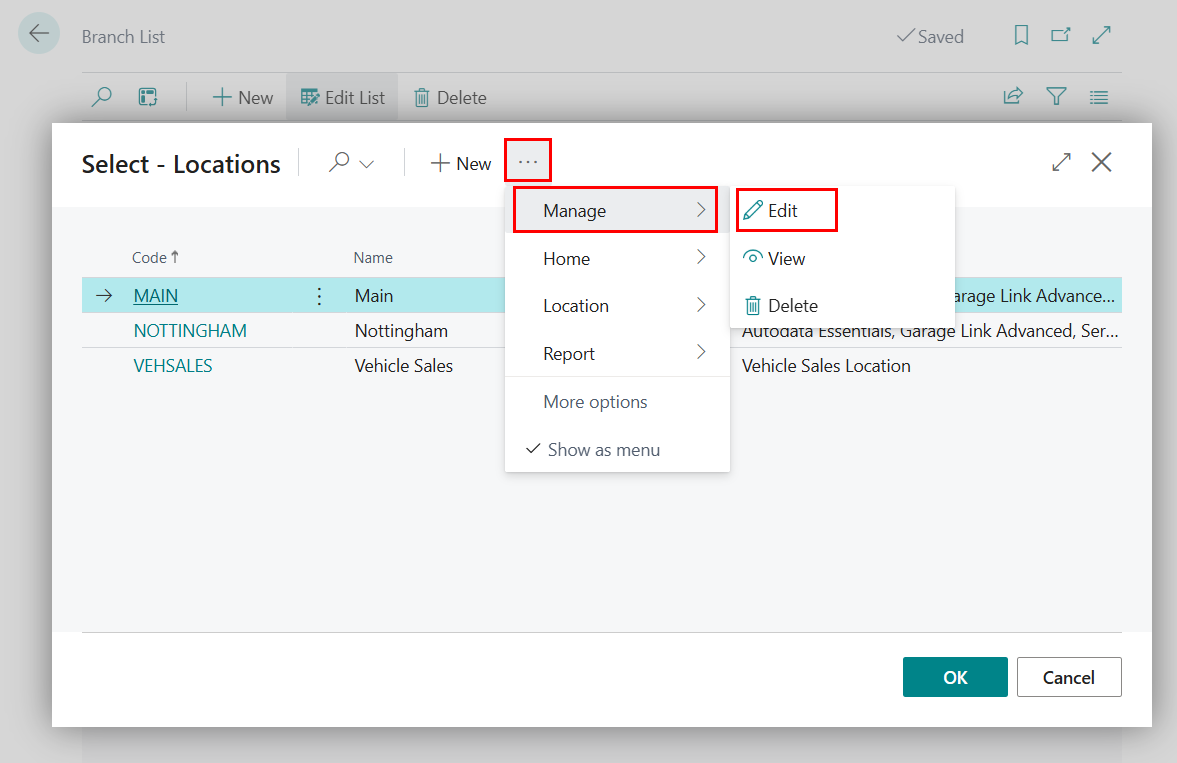 Branch List
Saved
New
Edit List
Delete
Select - Locations
New
...
Manage
Edit
Home
View
Location
Delete
Report
More options
Show as menu
Code
Name
MAIN
Main
Link Advance...
NOTTINGHAM
Nottingham
Autodata Essentials, Garage Link Advanced, Ser...
VEHSALES
Vehicle Sales
Vehicle Sales Location
OK
Cancel